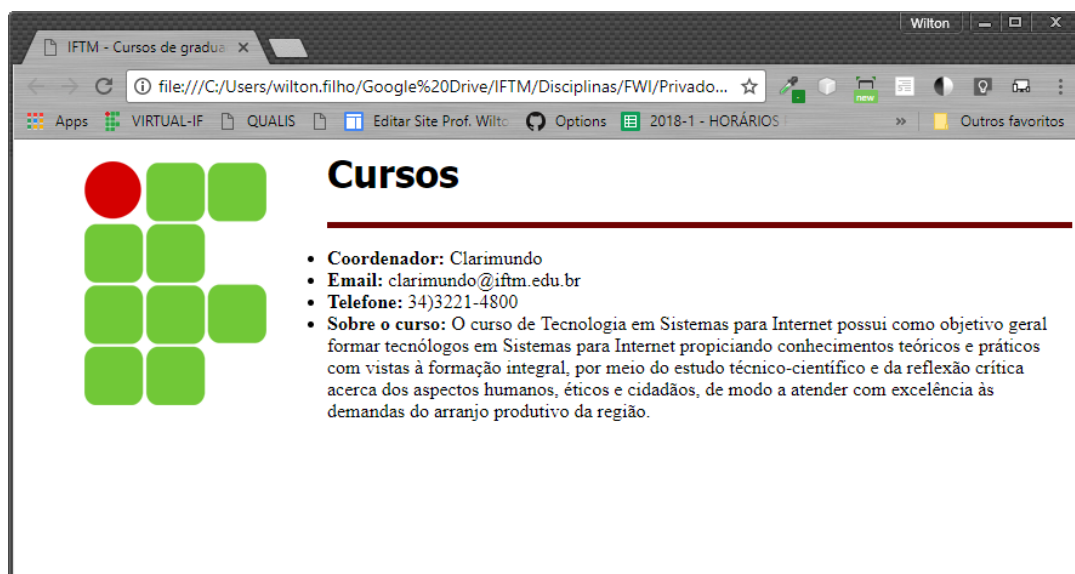 Wilton
IFTM - Cursos de gradua
file:///C:/Users/wilton.filho/Google%20Drive/IFTM/Disciplinas/FWI/Privado...
new
Apps VIRTUAL-IF QUALIS Editar Site Prof. Wilto Options 2018-1 - HORÁRIOS » Outros favoritos
Cursos
Coordenador: Clarimundo
Email: clarimundo@iftm.edu.br
Telefone: 34)3221-4800
Sobre o curso: O curso de Tecnologia em Sistemas para Internet possui como objetivo geral
formar tecnólogos em Sistemas para Internet propiciando conhecimentos teóricos e práticos
com vistas à formação integral, por meio do estudo técnico-científico e da reflexão crítica
acerca dos aspectos humanos, éticos e cidadãos, de modo a atender com excelência às
demandas do arranjo produtivo da região.